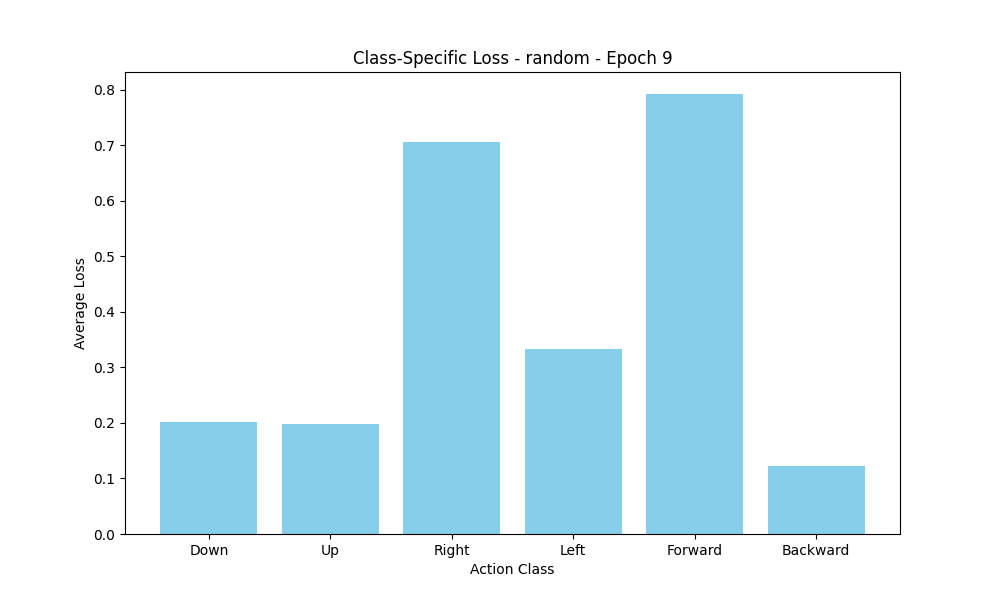 Class-Specific Loss - random - Epoch 9
Average Loss
0.8
0.7
0.6
0.5
0.4
0.3
0.2
0.1
0.0
Down Up Right Left Forward Backward
Action Class